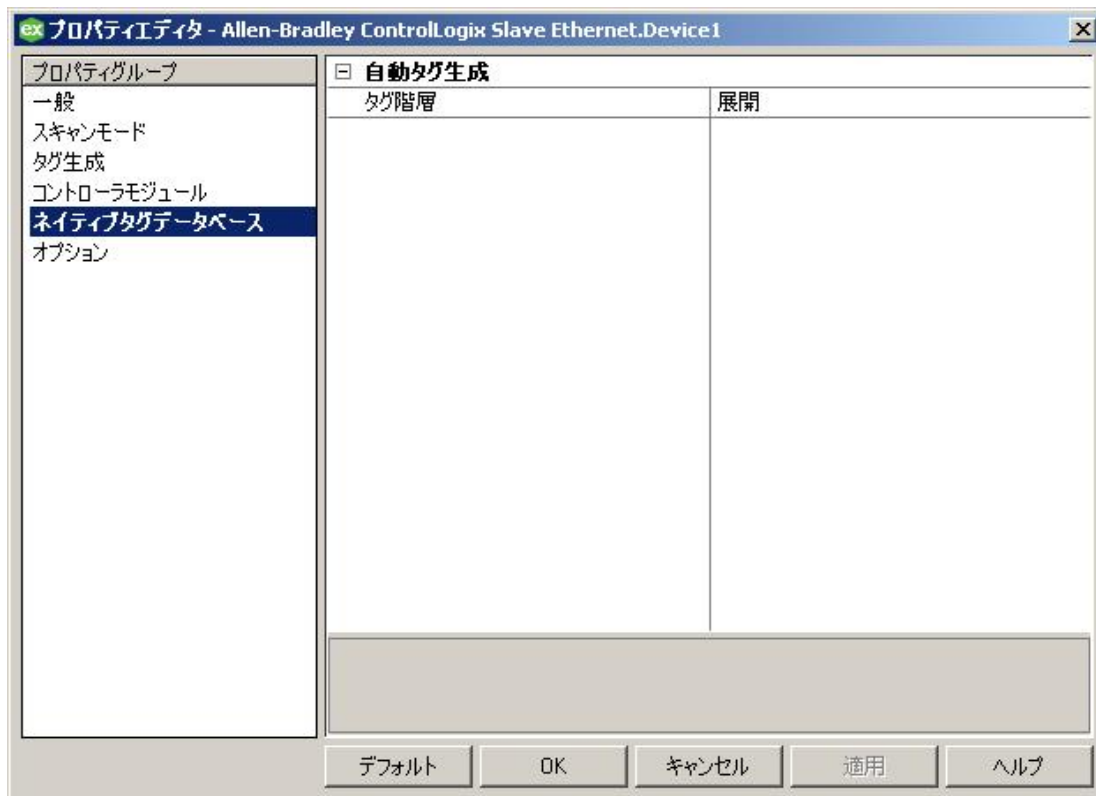 ex プロパティエディタ - Allen-Bradley ControlLogix Slave Ethernet.Device1
プロパティグループ
一般
スキャンモード
タグ生成
コントローラモジュール
ネイティブタグデータベース
オプション
自動タグ生成
タグ階層 展開
デフォルト OK キャンセル 適用 ヘルプ